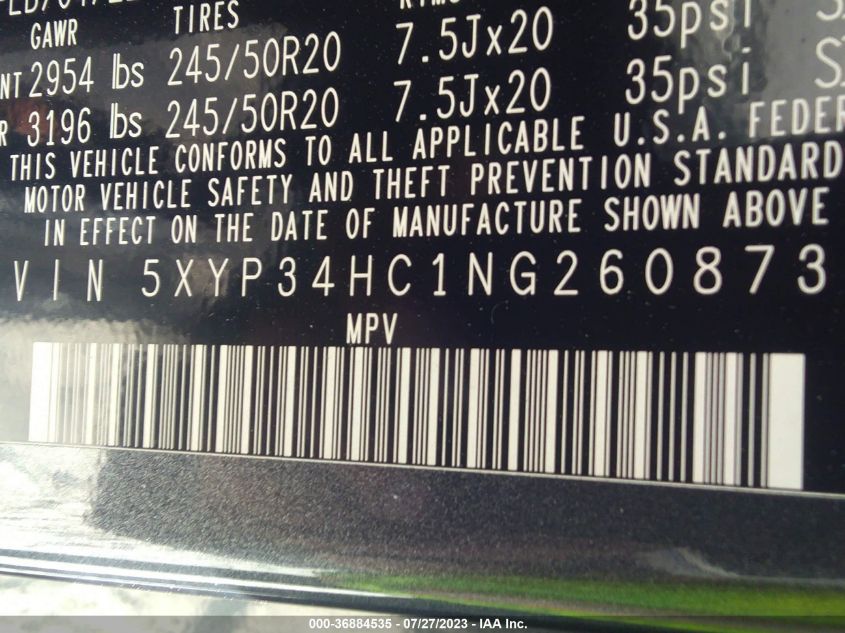 GAWR TIRES
2954 lbs 245/50R20 7.5Jx20 35psi
3196 lbs 245/50R20 7.5Jx20 35psi
THIS VEHICLE CONFORMS TO ALL APPLICABLE U.S.A. FEDER
MOTOR VEHICLE SAFETY AND THEFT PREVENTION STANDARD
IN EFFECT ON THE DATE OF MANUFACTURE SHOWN ABOVE
VIN 5XYP34HC1NG260873
MPV
000-36884535 - 07/27/2023 - IAA Inc.